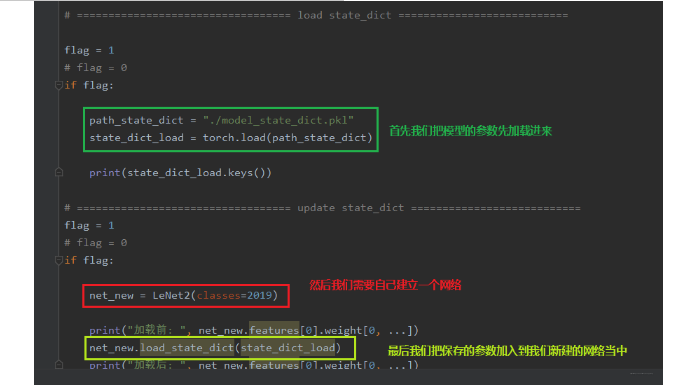 # ================================== load state_dict ===========================
flag = 1
# flag = 0
if flag:
path_state_dict = "./model_state_dict.pkl"
state_dict_load = torch.load(path_state_dict)
首先我们把模型的参数先加载进来
print(state_dict_load.keys())
# ================================== update state_dict ===========================
flag = 1
# flag = 0
if flag:
然后我们需要自己建立一个网络
net_new = LeNet2(classes=2019)
print("加载前: ", net_new.features[0].weight[0, ...])
net_new.load_state_dict(state_dict_load)
最后我们把保存的参数加入到我们新建的网络当中
print("加载后: ", net_new.features[0].weight[0, ...])